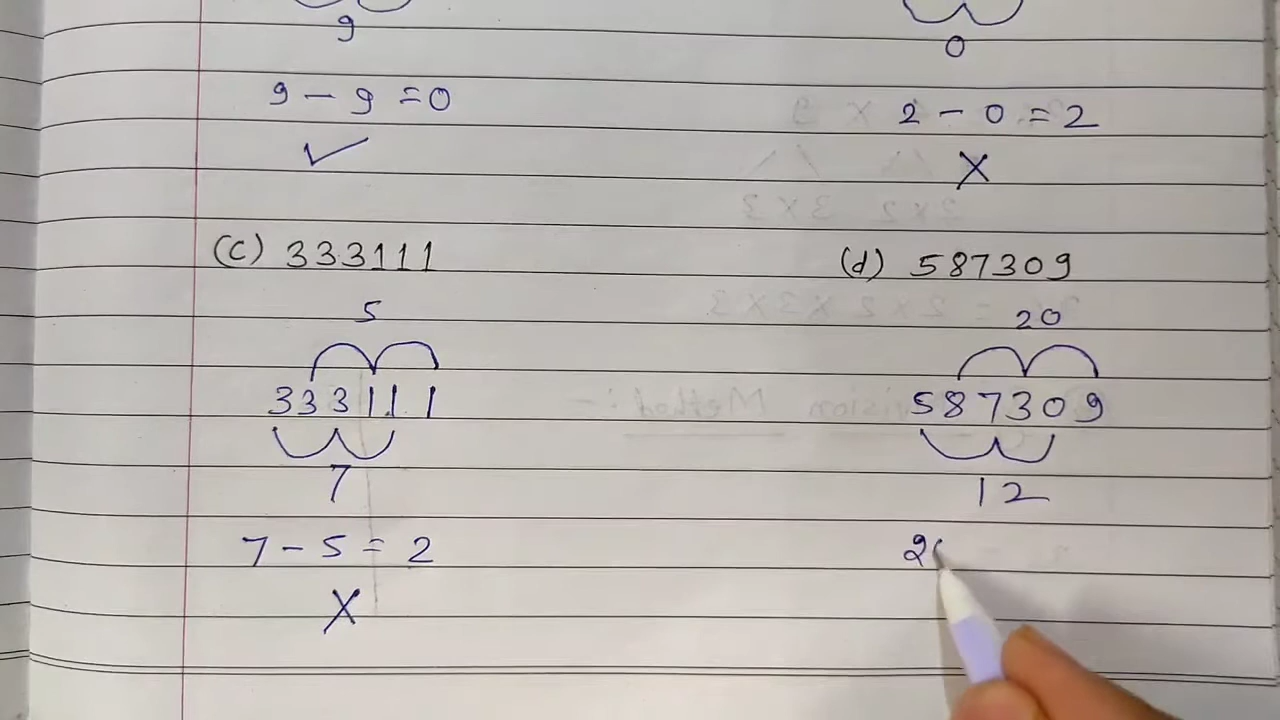 9
0
9 - 9 = 0
2 - 0 = 2
✓
X
(C) 333111
(d) 587309
5
20
333111
587309
7
12
7 - 5 = 2
20
X